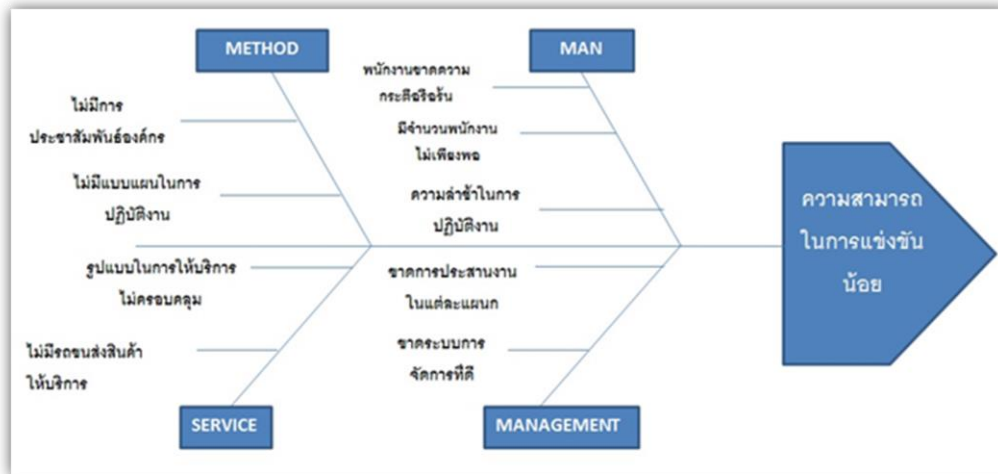 METHOD
ไม่มีการ
ประชาสัมพันธ์องค์กร
ไม่มีแบบแผนในการ
ปฏิบัติงาน
MAN
พนักงานขาดความ
กระตือรือร้น
มีจำนวนพนักงาน
ไม่เพียงพอ
ความล่าช้าในการ
ปฏิบัติงาน
รูปแบบในการให้บริการ
ไม่ครอบคลุม
ไม่มีรถขนส่งสินค้า
ให้บริการ
SERVICE
ขาดการประสานงาน
ในแต่ละแผนก
ขาดระบบการ
จัดการที่ดี
MANAGEMENT
ความสามารถ
ในการแข่งขัน
น้อย